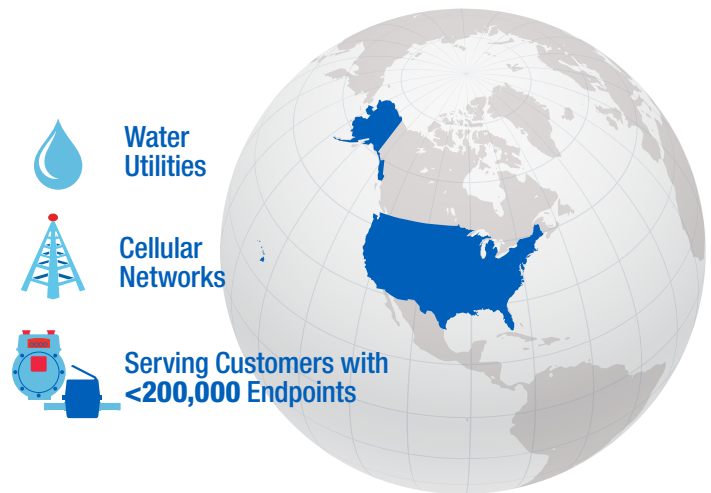 Water
Utilities
Cellular
Networks
Serving Customers with
<200,000 Endpoints